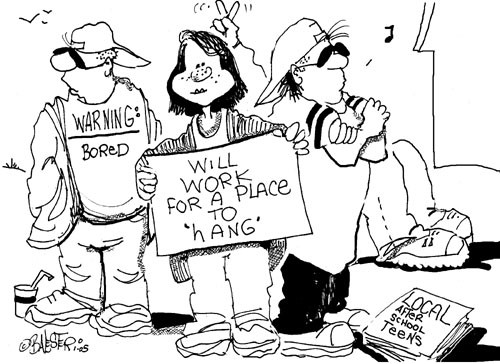 WARNING:
BORED
WILL
WORK
FOR A PLACE
TO
"hANG"
LOCAL
AFTER
SCHOOL
TEENS